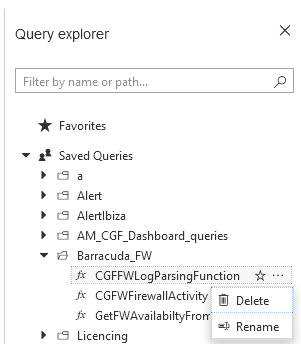 Query explorer
Filter by name or path...
Favorites
Saved Queries
a
Alert
AlertIbiza
AM_CGF_Dashboard_queries
Barracuda_FW
fx CGFFWLogParsingFunction
fx CGFWFirewallActivity
fx GetFWAvailabiltyFrom
Licencing
Delete
Rename